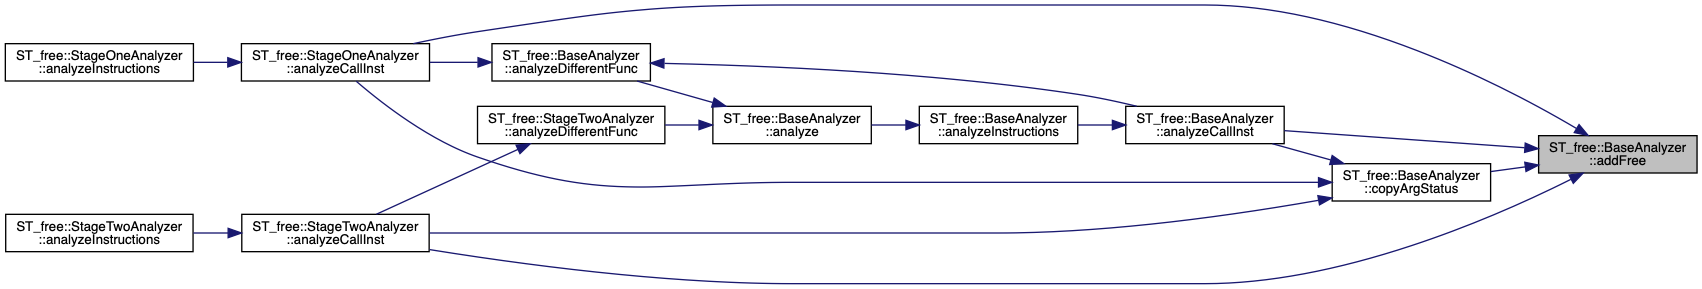 ST_free::StageOneAnalyzer
::analyzeInstructions
ST_free::StageOneAnalyzer
::analyzeCallInst
ST_free::BaseAnalyzer
::analyzeDifferentFunc
ST_free::StageTwoAnalyzer
::analyzeDifferentFunc
ST_free::BaseAnalyzer
::analyze
ST_free::BaseAnalyzer
::analyzeInstructions
ST_free::BaseAnalyzer
::analyzeCallInst
ST_free::BaseAnalyzer
::addFree
ST_free::BaseAnalyzer
::copyArgStatus
ST_free::StageTwoAnalyzer
::analyzeInstructions
ST_free::StageTwoAnalyzer
::analyzeCallInst